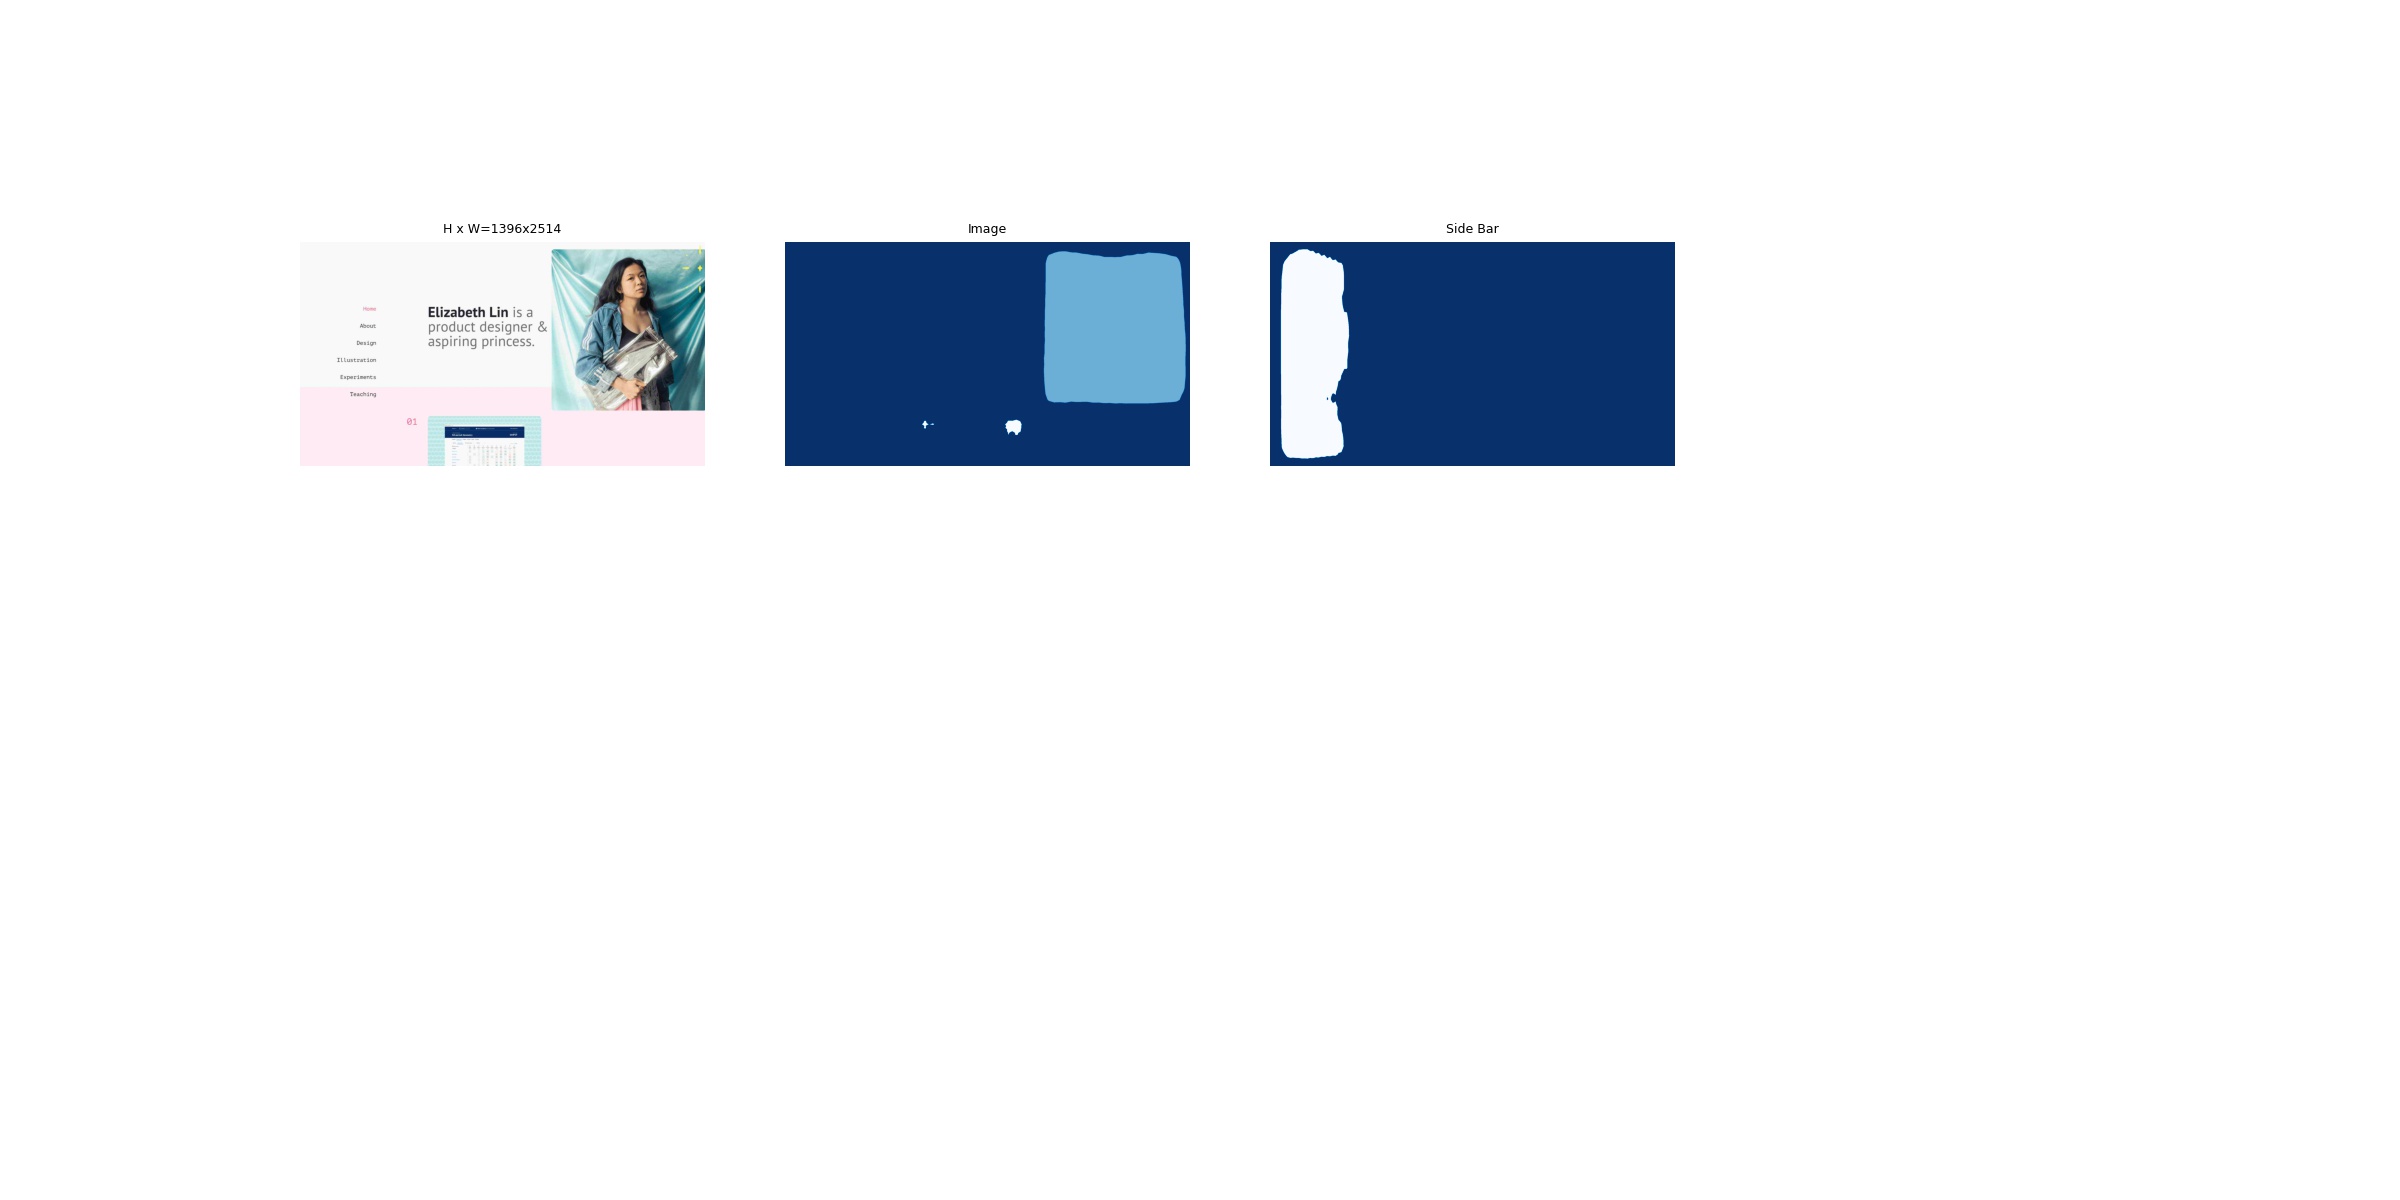 H x W=1396x2514
Image
Side Bar
Home
About
Design
Illustration
Experiments
Teaching
Elizabeth Lin is a
product designer &
aspiring princess.
01